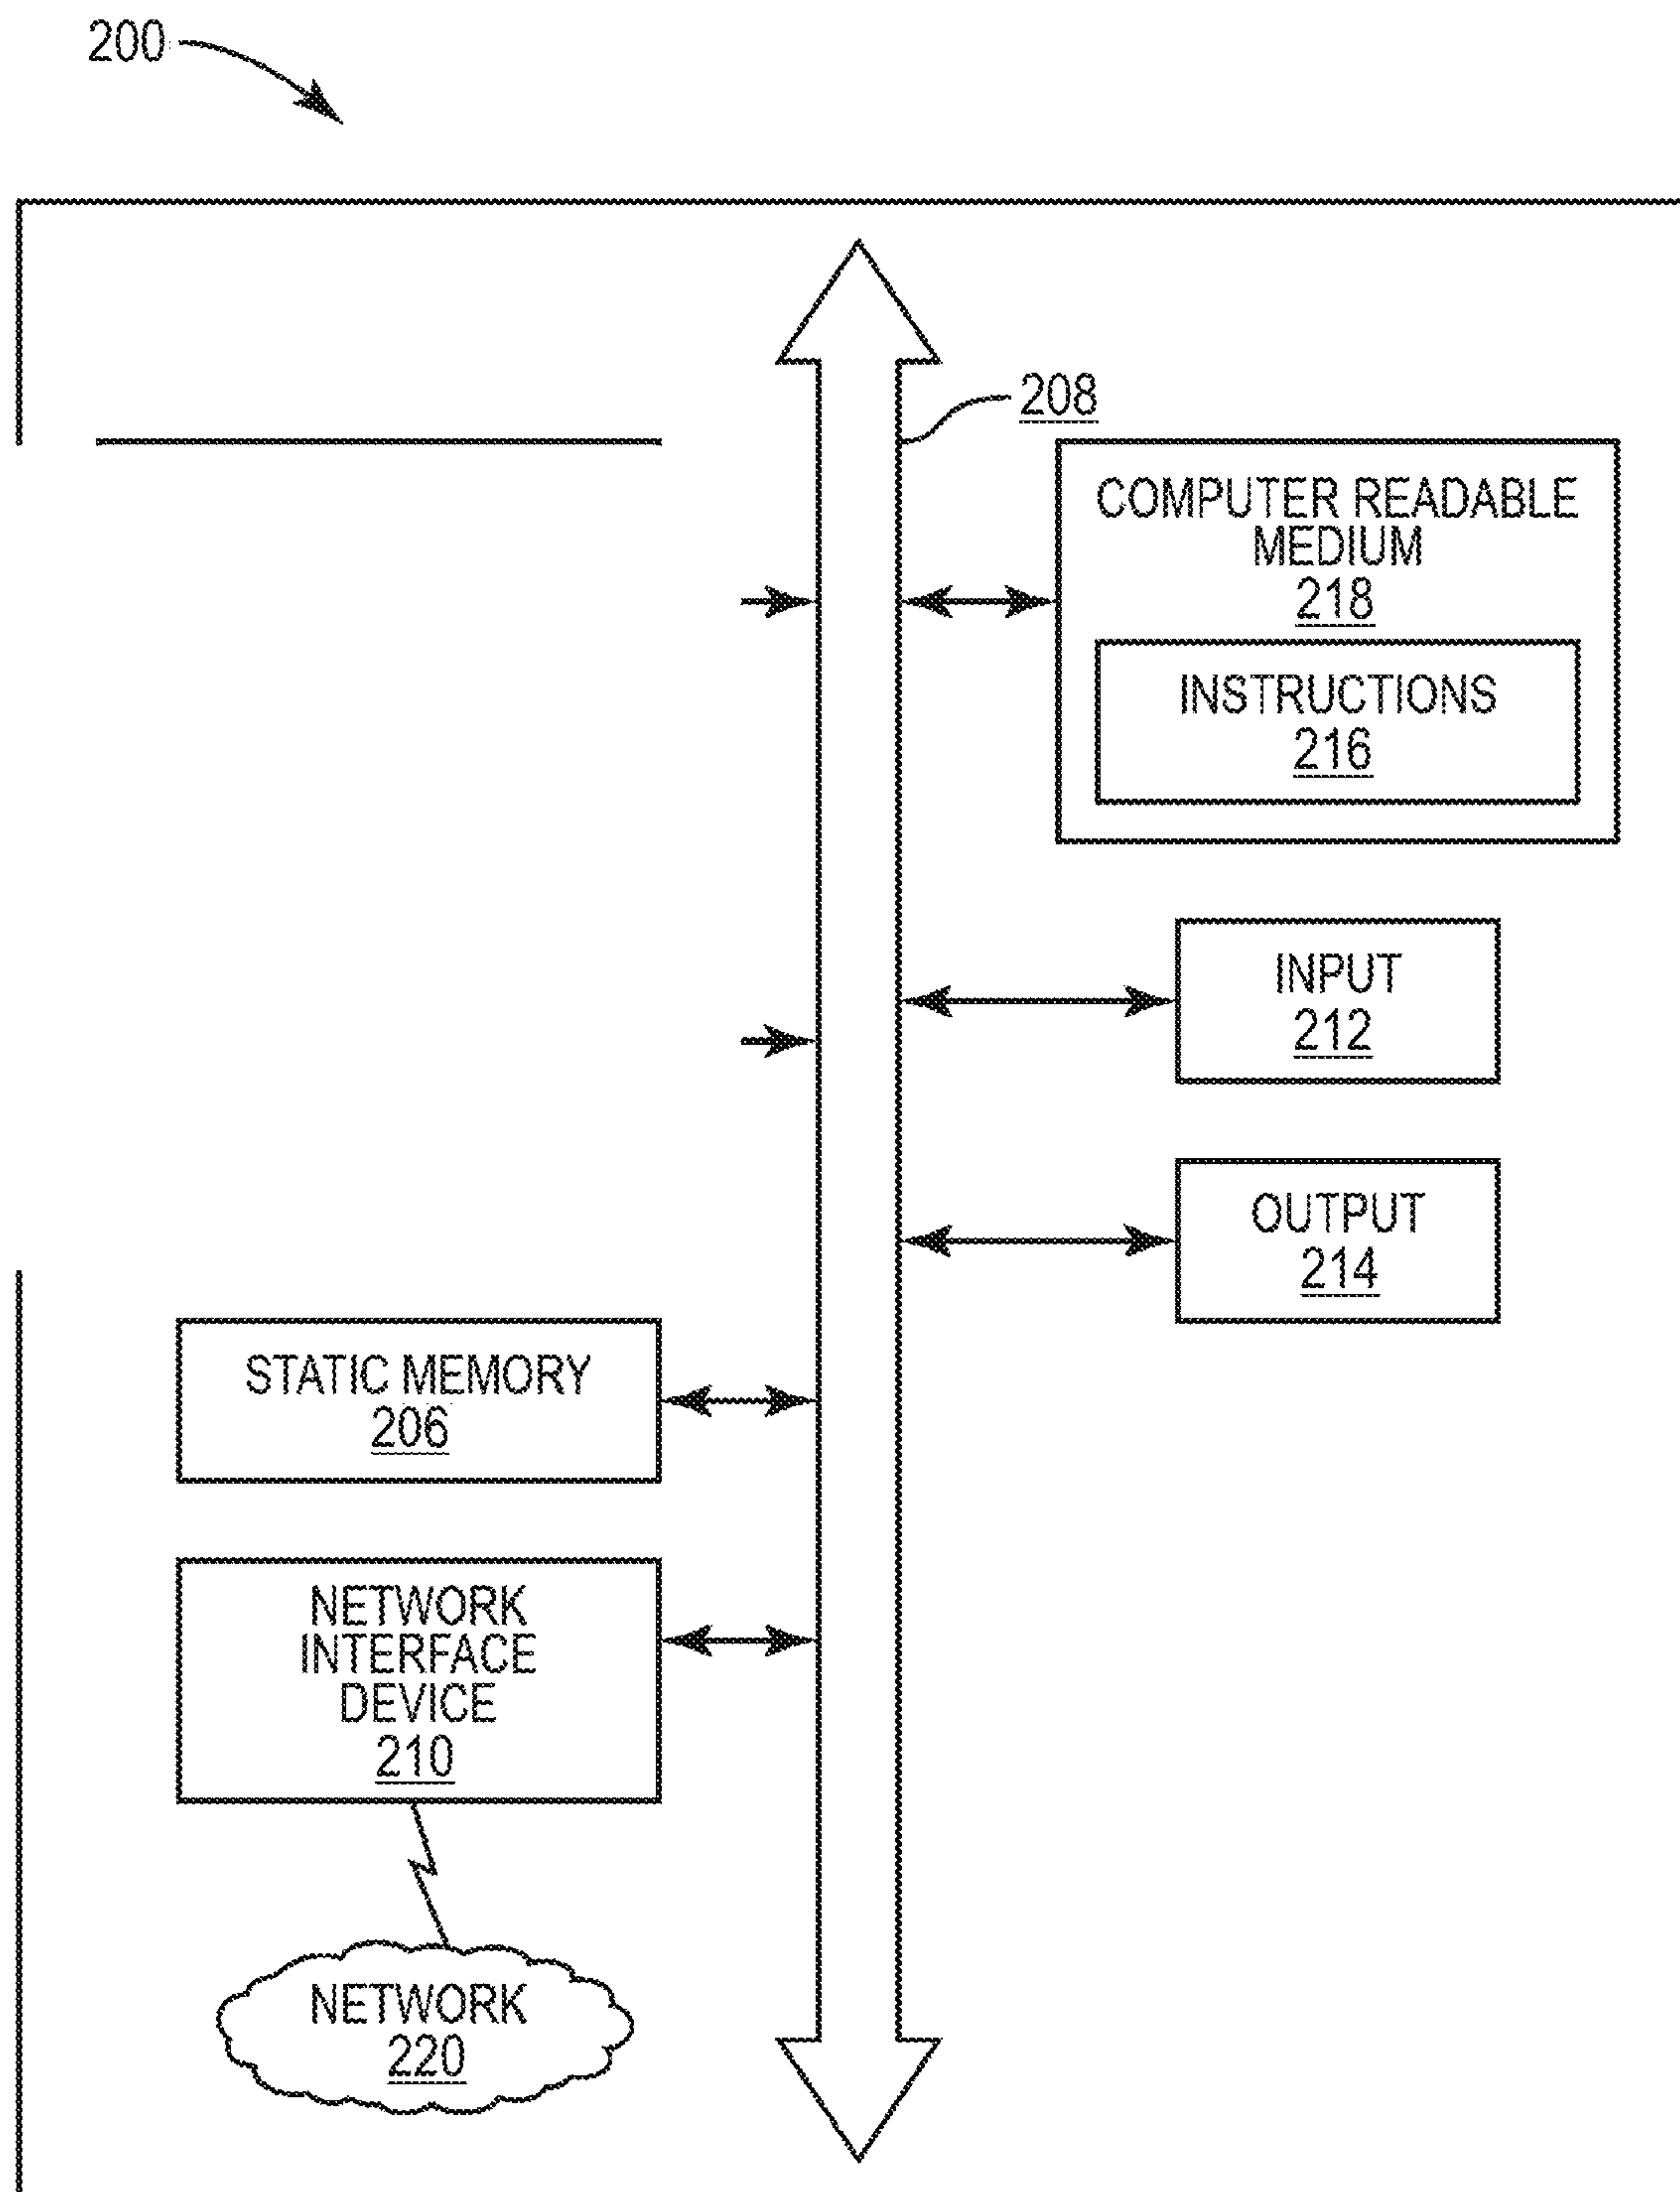 200
208
COMPUTER READABLE
MEDIUM
218
INSTRUCTIONS
216
INPUT
212
OUTPUT
214
STATIC MEMORY
206
NETWORK
INTERFACE
DEVICE
210
NETWORK
220